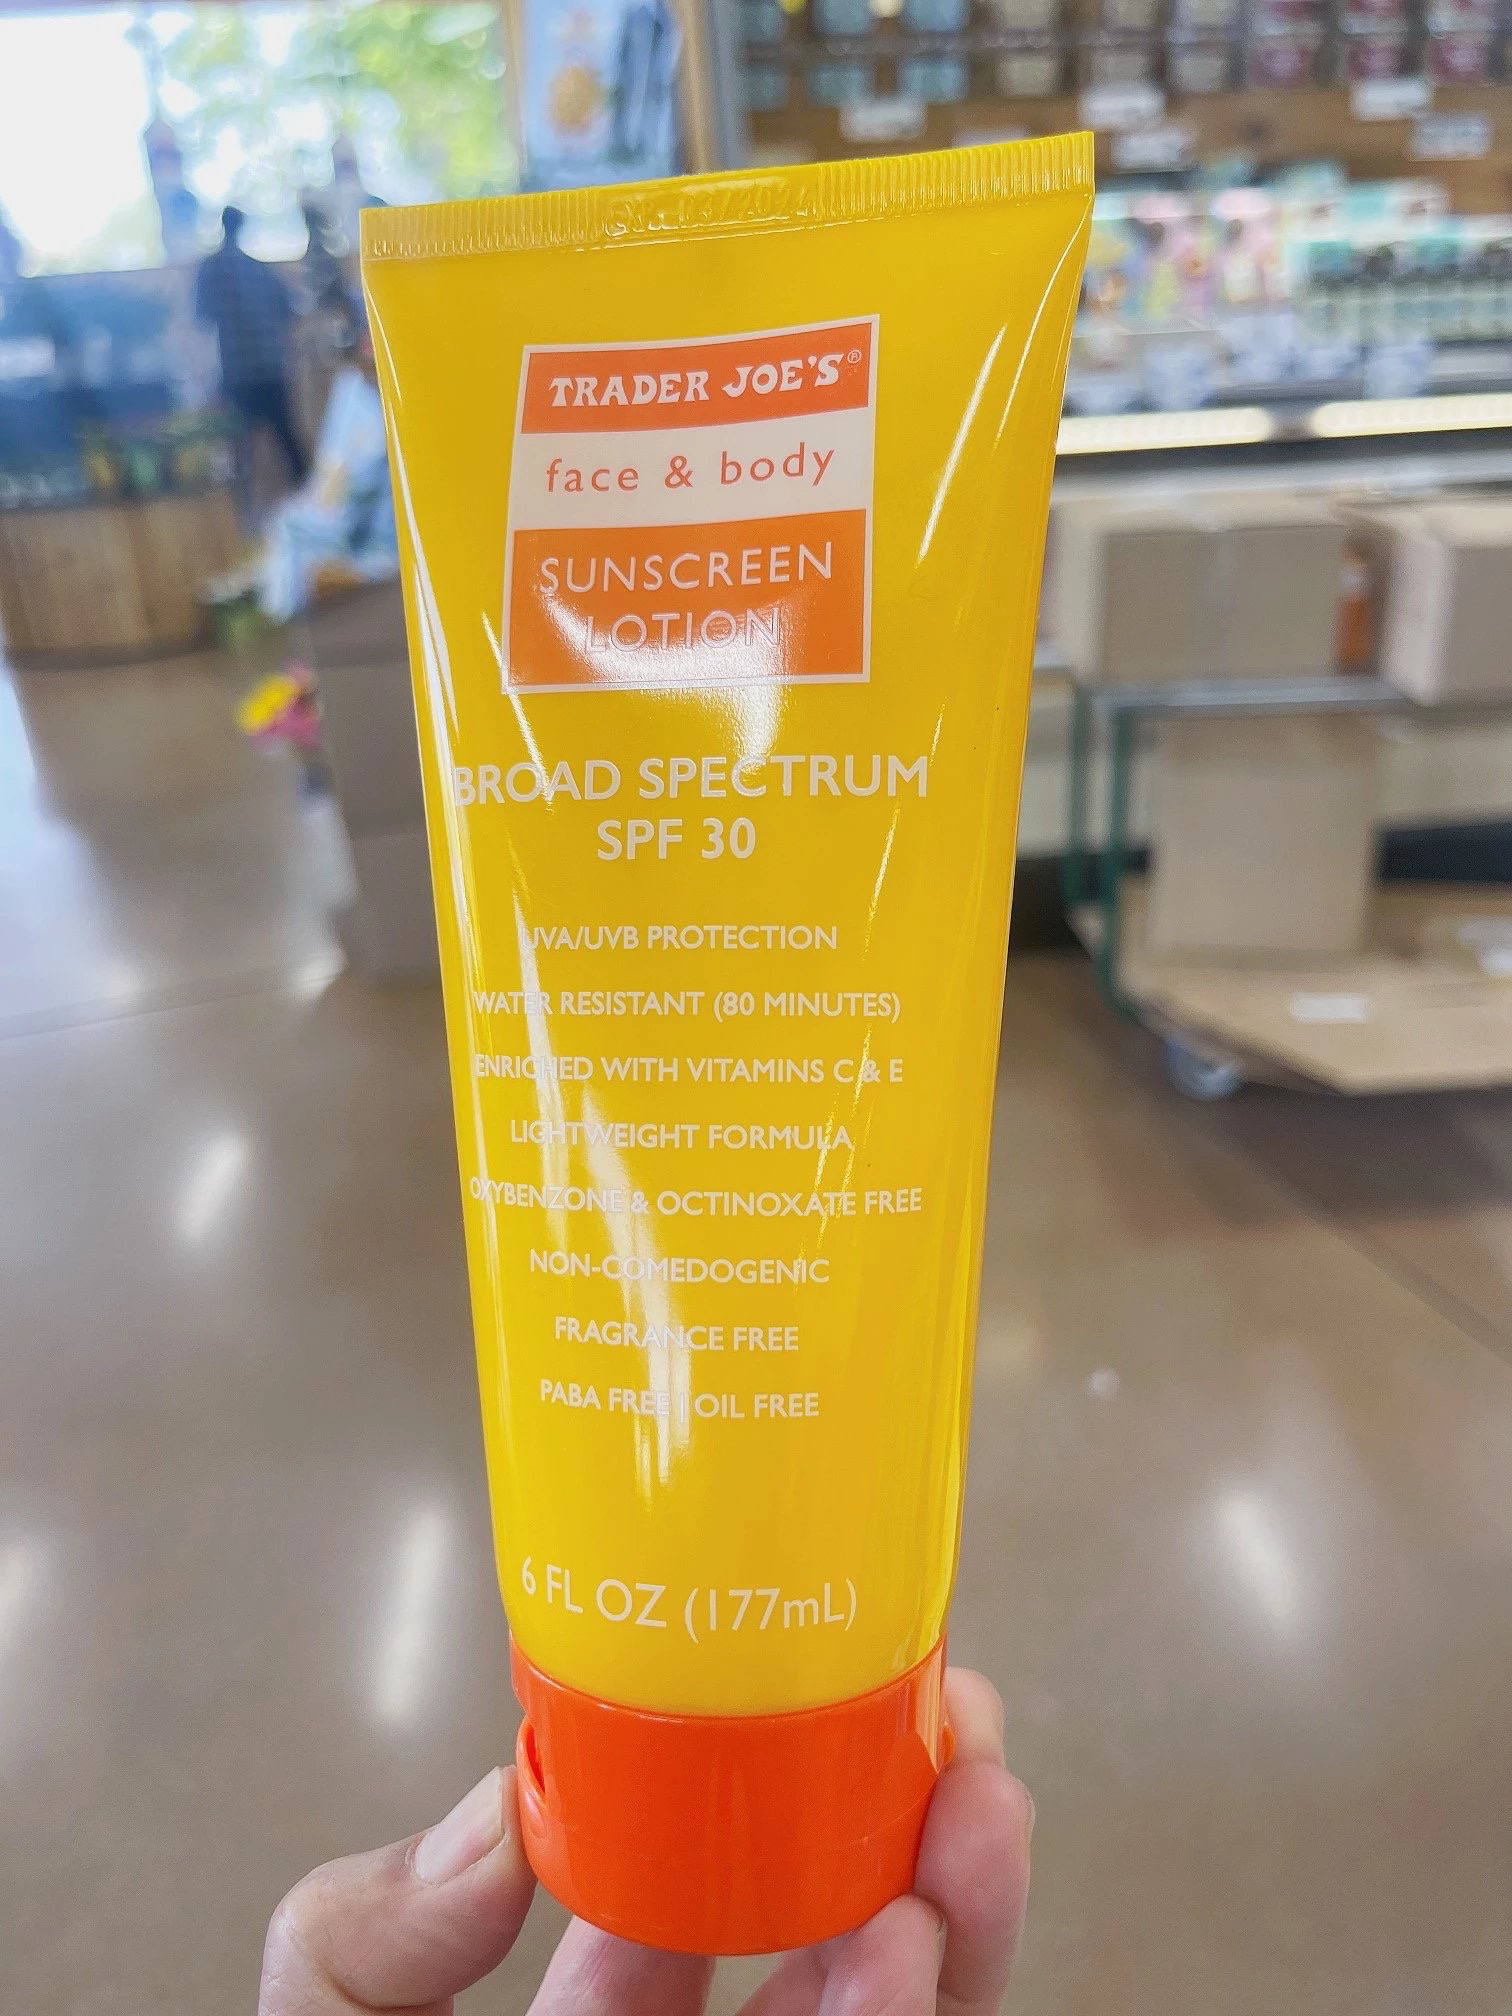 TRADER JOE'S®
face & body
SUNSCREEN
LOTION
BROAD SPECTRUM
SPF 30
UVA/UVB PROTECTION
WATER RESISTANT (80 MINUTES)
ENRICHED WITH VITAMINS C & E
LIGHTWEIGHT FORMULA
OXYBENZONE & OCTINOXATE FREE
NON-COMEDOGENIC
FRAGRANCE FREE
PABA FREE | OIL FREE
6 FL OZ (177mL)